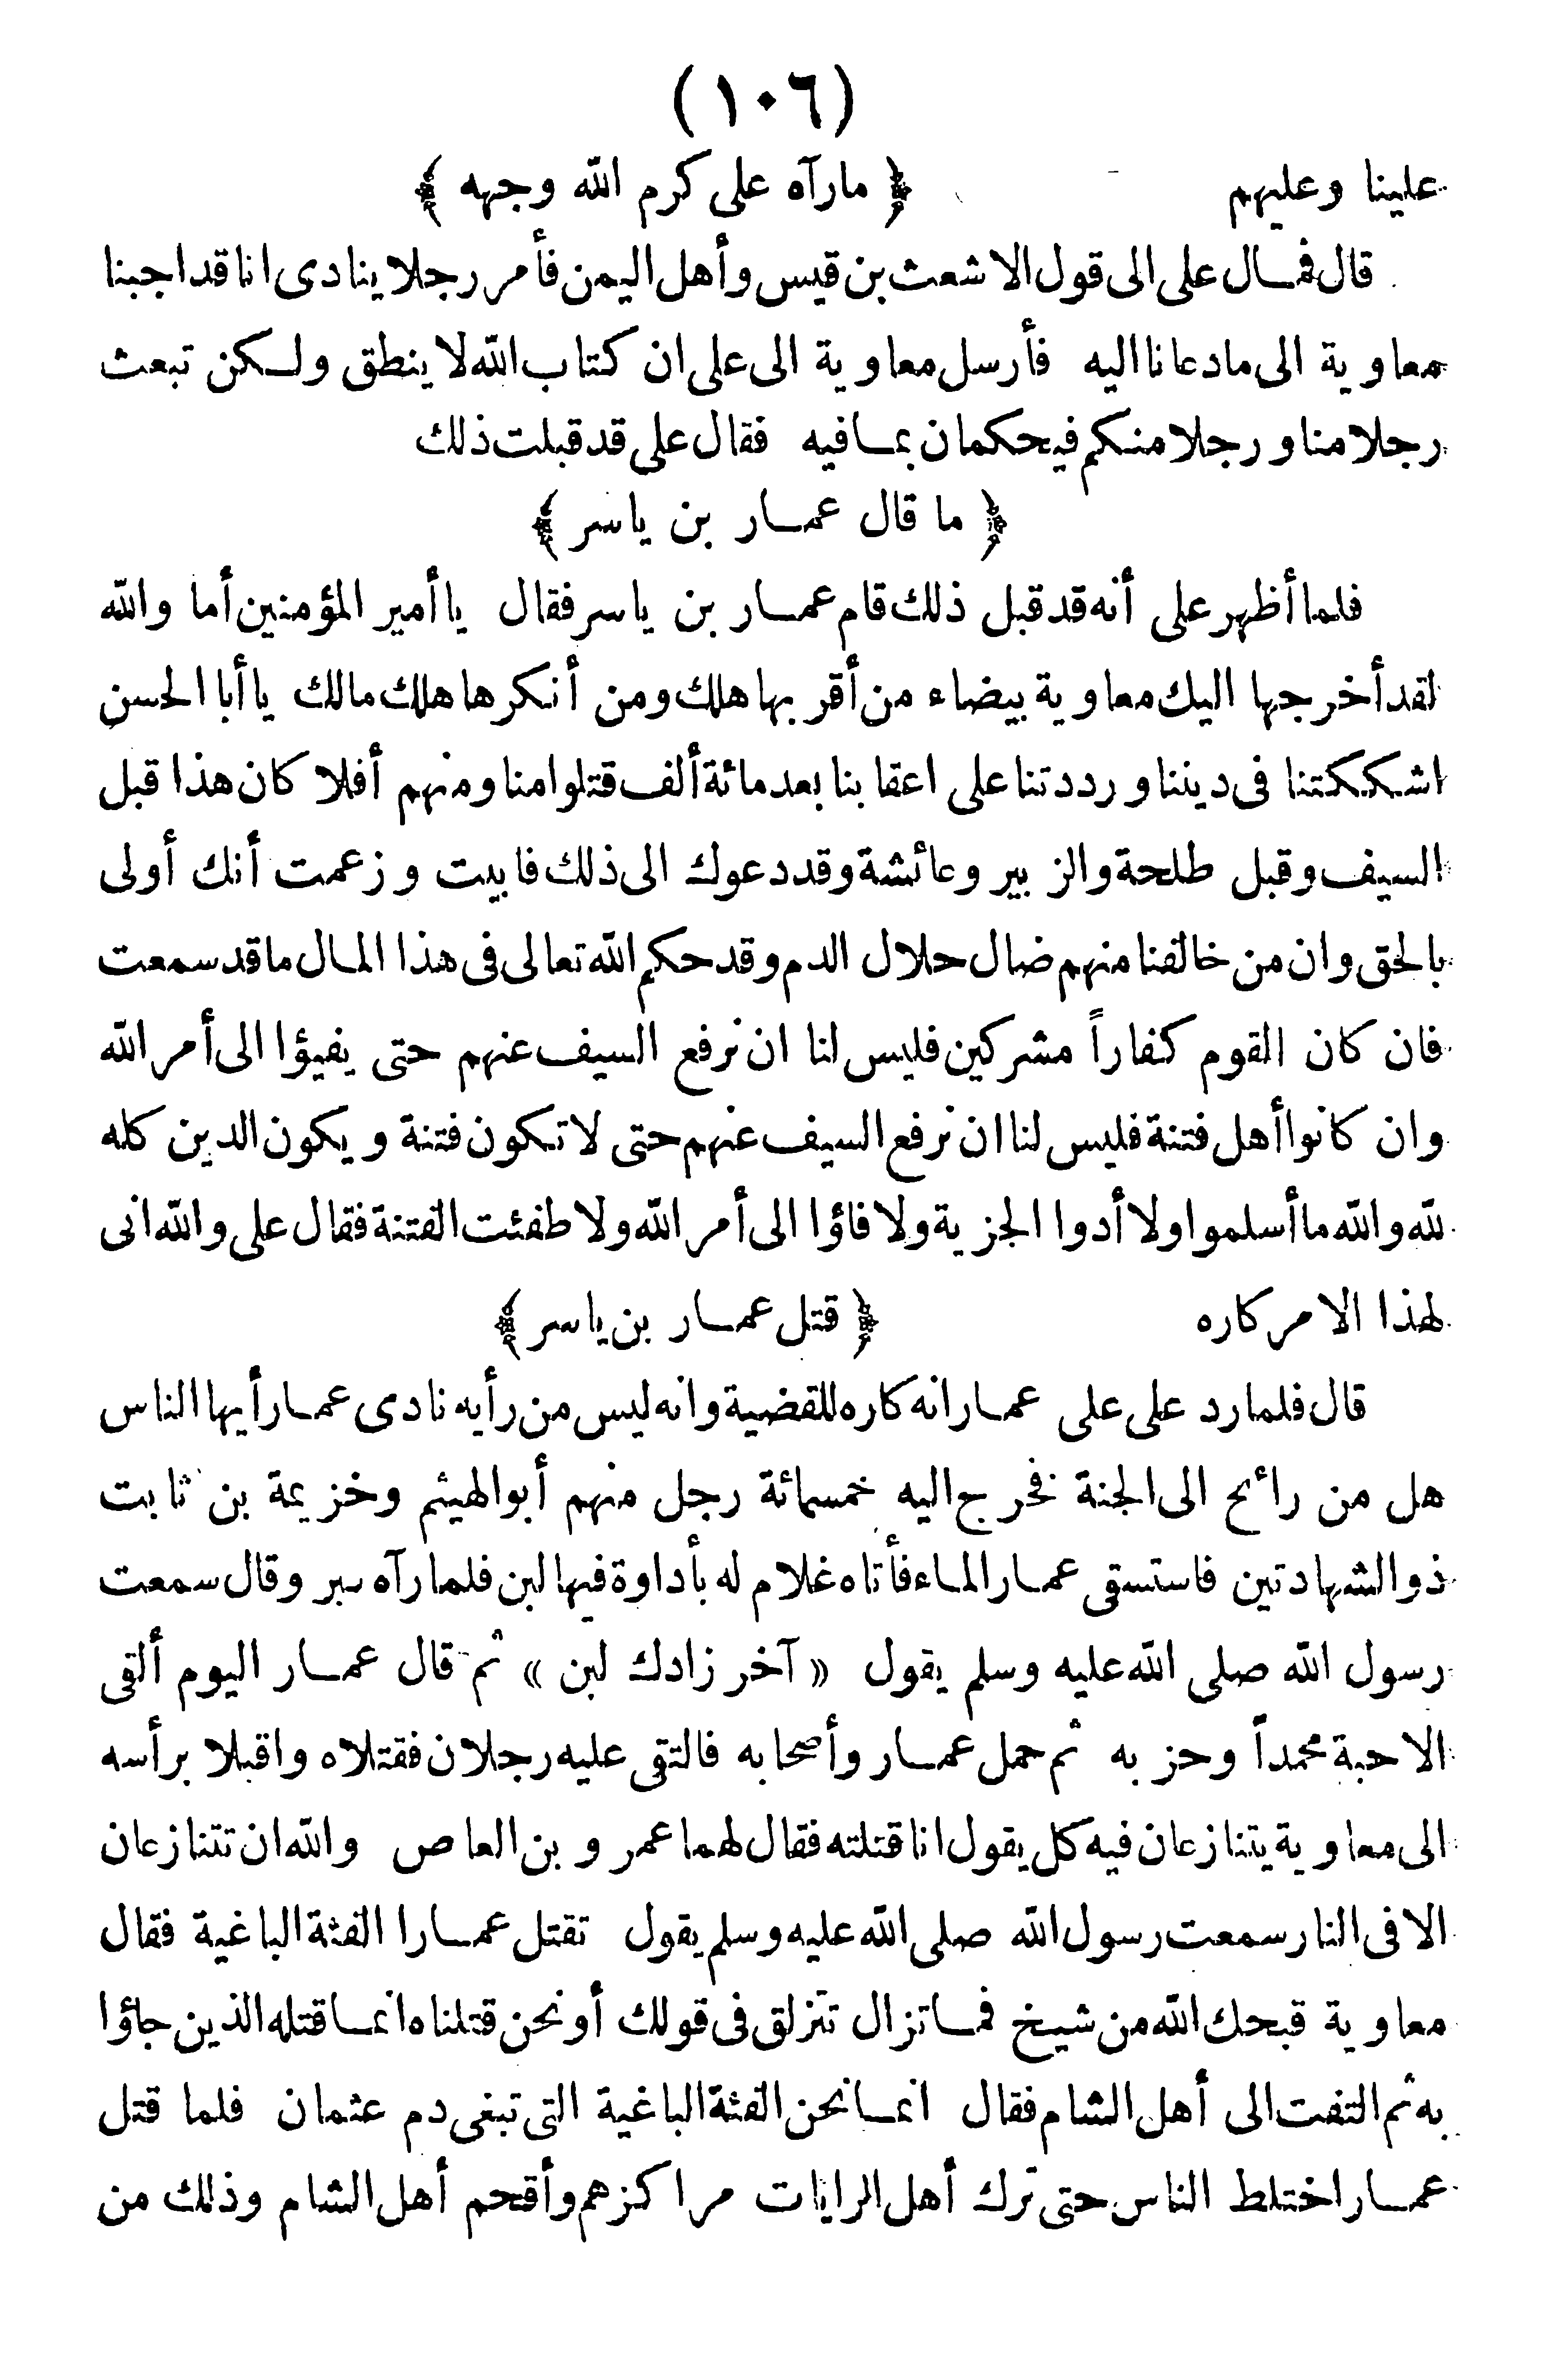 (١٠٦)
علينا وعليهم ﴿ مارآه على كرم الله وجهه ﴾
قال فمال على الى قول الاشعث بن قيس وأهل اليمن فأمر رجلا ينادى انا قد اجبنا
معاوية الى مادعانا اليه فأرسل معاوية الى على ان كتاب الله لا ينطق ولكن تبعث
رجلا منا ورجلا منكم فيحكمان بما فيه فقال على قد قبلت ذلك
﴿ ما قال عمار بن ياسر ﴾
فلما أظهر على أنه قد قبل ذلك قام عمار بن ياسر فقال يا أمير المؤمنين أما والله
لقد أخرجها اليك معاوية بيضاء من أقر بها هلك ومن أنكرها هلك مالك يا أبا الحسن
اشككتنا فى ديننا ورددتنا على اعقابنا بعد مائة ألف قتلوا منا ومنهم أفلا كان هذا قبل
السيف وقبل طلحة والزبير وعائشة وقد دعوك الى ذلك فابيت وزعمت أنك أولى
بالحق وان من خالفنا منهم ضال حلال الدم وقد حكم الله تعالى فى هذا المال ما قد سمعت
فان كان القوم كفاراً مشركين فليس لنا ان نرفع السيف عنهم حتى يفيؤا الى أمر الله
وان كانوا أهل فتنة فليس لنا ان نرفع السيف عنهم حتى لا تكون فتنة ويكون الدين كله
لله والله ما أسلموا ولا أدوا الجزية ولا فاؤا الى أمر الله ولا طفئت الفتنة فقال على والله انى
لهذا الامر كاره ﴿ قتل عمار بن ياسر ﴾
قال فلما رد على على عمار انه كاره للقضية وانه ليس من رأيه نادى عمار أيها الناس
هل من رائح الى الجنة فخرج اليه خمسمائة رجل منهم أبو الهيثم وخزيمة بن ثابت
ذو الشهادتين فاستسقى عمار الماء فأتاه غلام له بأداوة فيها لبن فلما رآه كبر وقال سمعت
رسول الله صلى الله عليه وسلم يقول « آخر زادك لبن » ثم قال عمار اليوم ألقى
الاحبة محمداً وحزبه ثم حمل عمار وأصحابه فالتقى عليه رجلان فقتلاه واقبلا برأسه
الى معاوية يتنازعان فيه كل يقول انا قتلته فقال لهما عمرو بن العاص والله ان تتنازعان
الا فى النار سمعت رسول الله صلى الله عليه وسلم يقول تقتل عمارا الفئة الباغية فقال
معاوية قبحك الله من شيخ فما تزال تتزلق فى قولك أو نحن قتلناه انما قتله الذين جاؤا
به ثم التفت الى أهل الشام فقال انما نحن الفئة الباغية التى تبغى دم عثمان فلما قتل
عمار اختلط الناس حتى ترك أهل الرايات مراكزهم وأقحم أهل الشام وذلك من